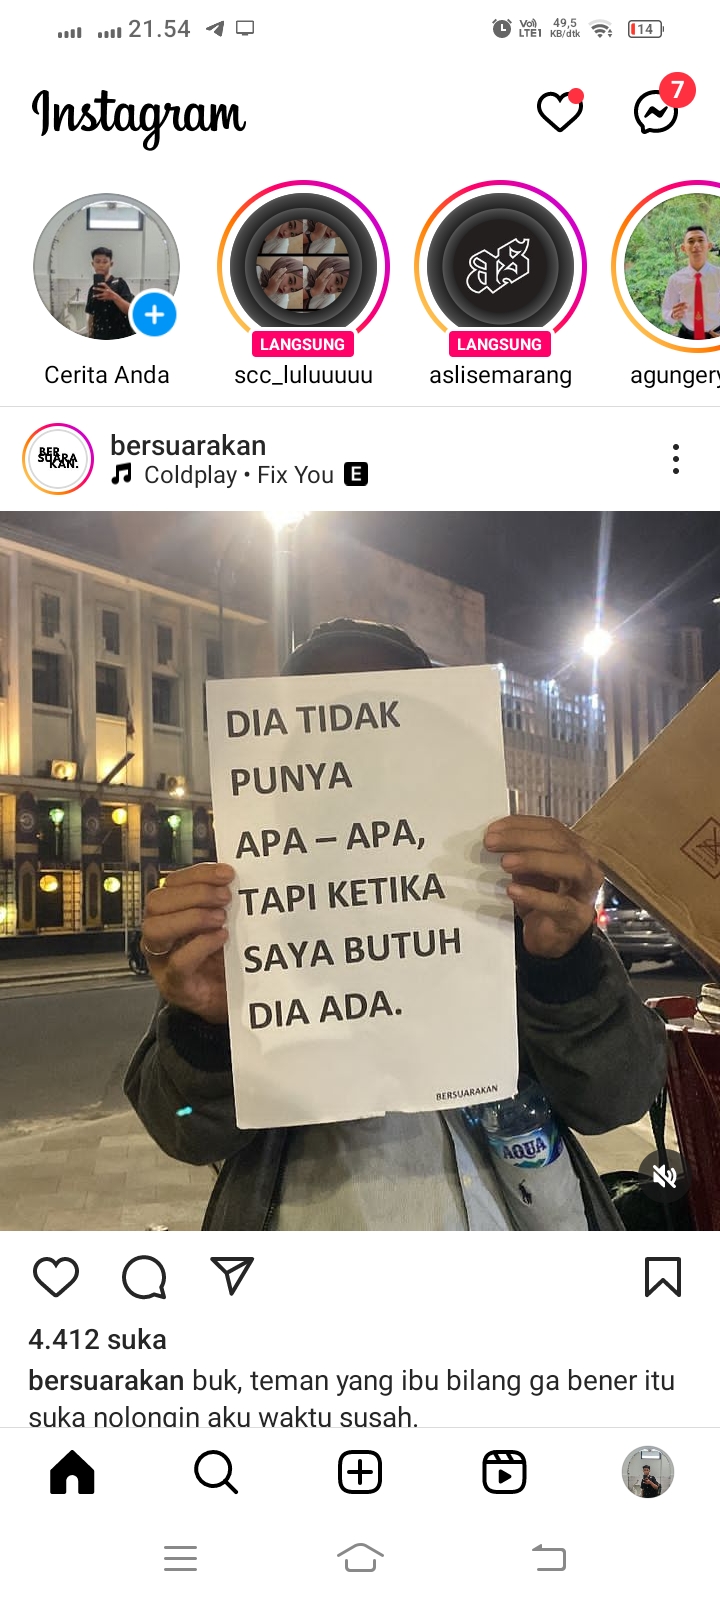 21.54
Vo) LTE1
49,5 KB/dtk
14
Instagram
7
LANGSUNG
LANGSUNG
Cerita Anda
scc_luluuuuu
aslisemarang
agungery
BER
SUARA
KAN.
bersuarakan
Coldplay • Fix You E
DIA TIDAK
PUNYA
APA – APA,
TAPI KETIKA
SAYA BUTUH
DIA ADA.
BERSUARAKAN
AQUA
4.412 suka
bersuarakan buk, teman yang ibu bilang ga bener itu
suka nolongin aku waktu susah.